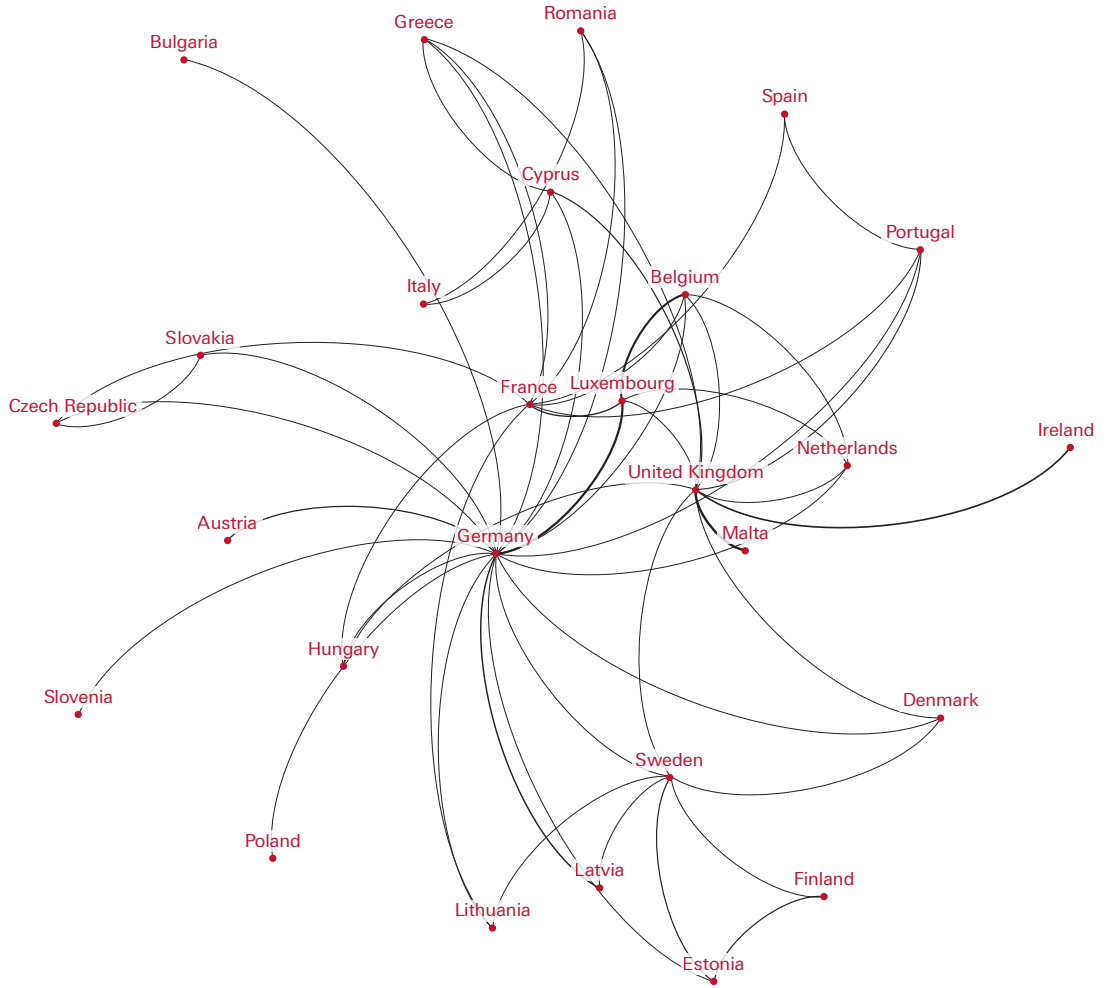 Romania
Greece
Bulgaria
Spain
Cyprus
Portugal
Belgium
Italy
Slovakia
France
Luxembourg
Czech Republic
Ireland
Netherlands
United Kingdom
Austria
Malta
Germany
Hungary
Slovenia
Denmark
Sweden
Poland
Latvia
Finland
Lithuania
Estonia